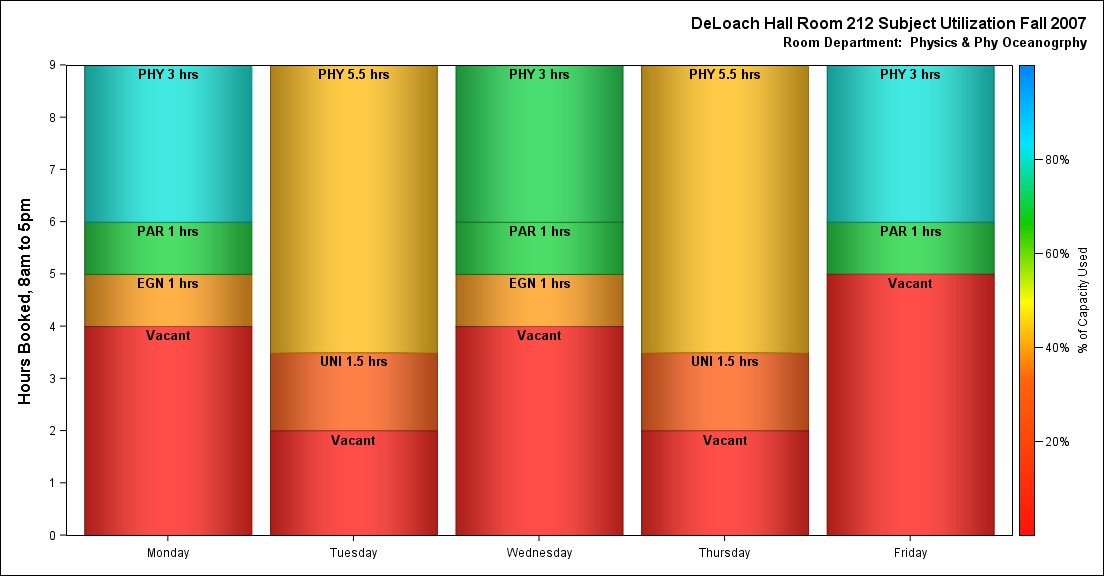 DeLoach Hall Room 212 Subject Utilization Fall 2007
Room Department:  Physics & Phy Oceanogrphy
Hours Booked, 8am to 5pm
9
8
7
6
5
4
3
2
1
0
PHY 3 hrs
PAR 1 hrs
EGN 1 hrs
Vacant
PHY 5.5 hrs
UNI 1.5 hrs
Vacant
PHY 3 hrs
PAR 1 hrs
EGN 1 hrs
Vacant
PHY 5.5 hrs
UNI 1.5 hrs
Vacant
PHY 3 hrs
PAR 1 hrs
Vacant
Monday
Tuesday
Wednesday
Thursday
Friday
80%
60%
40%
20%
% of Capacity Used